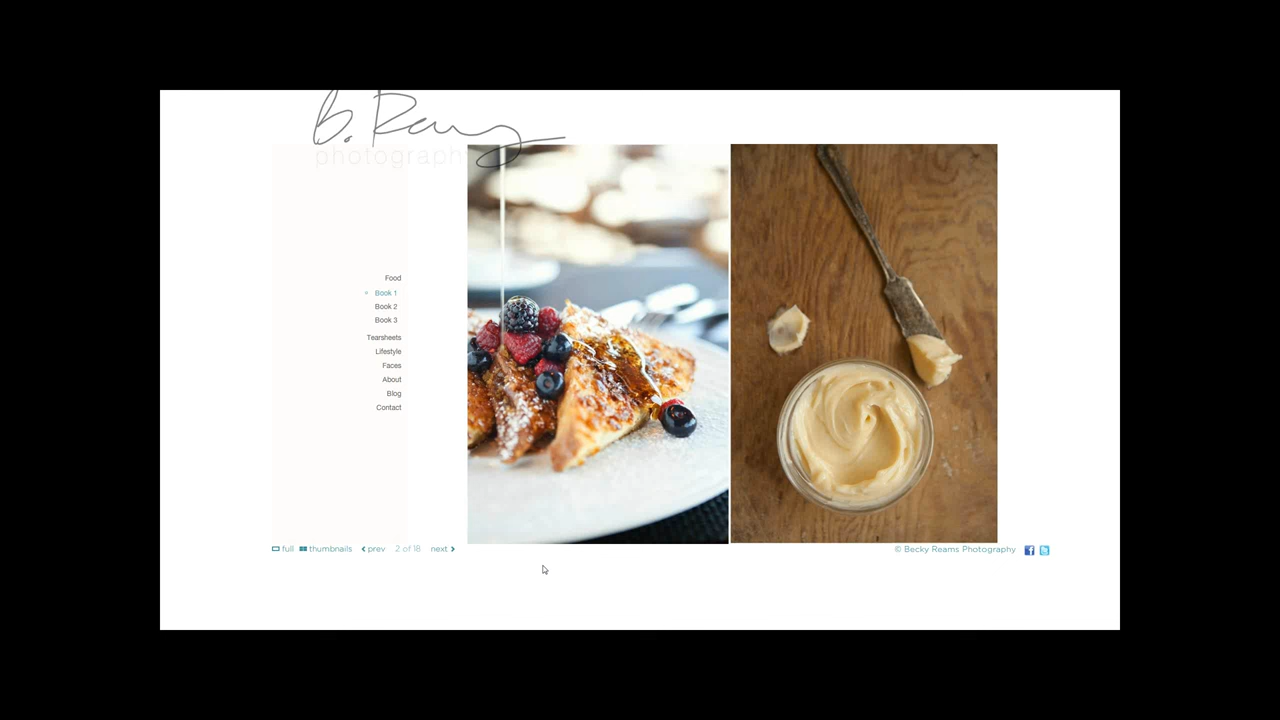 b. Reams
photograph
Food
Book 1
Book 2
Book 3
Tearsheets
Lifestyle
Faces
About
Blog
Contact
full thumbnails prev 2 of 18 next
© Becky Reams Photography